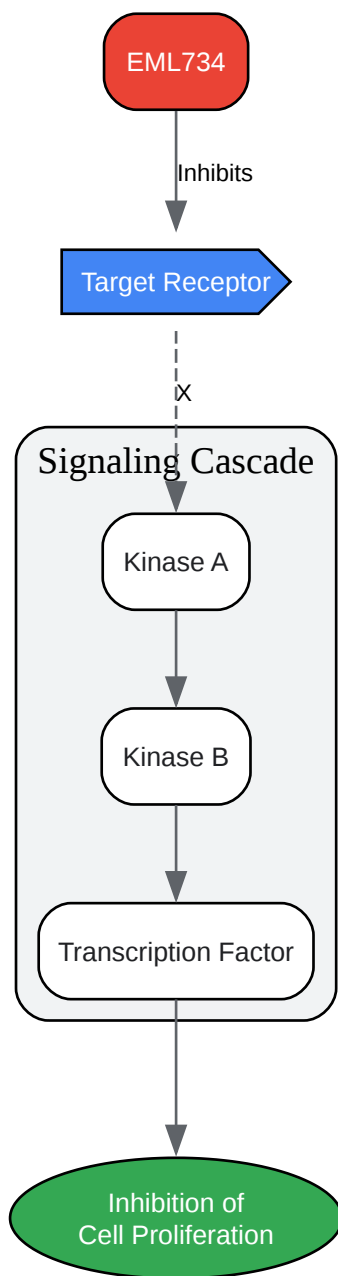 EML734
Inhibits
Target Receptor
X
Signaling Cascade
Kinase A
Kinase B
Transcription Factor
Inhibition of
Cell Proliferation